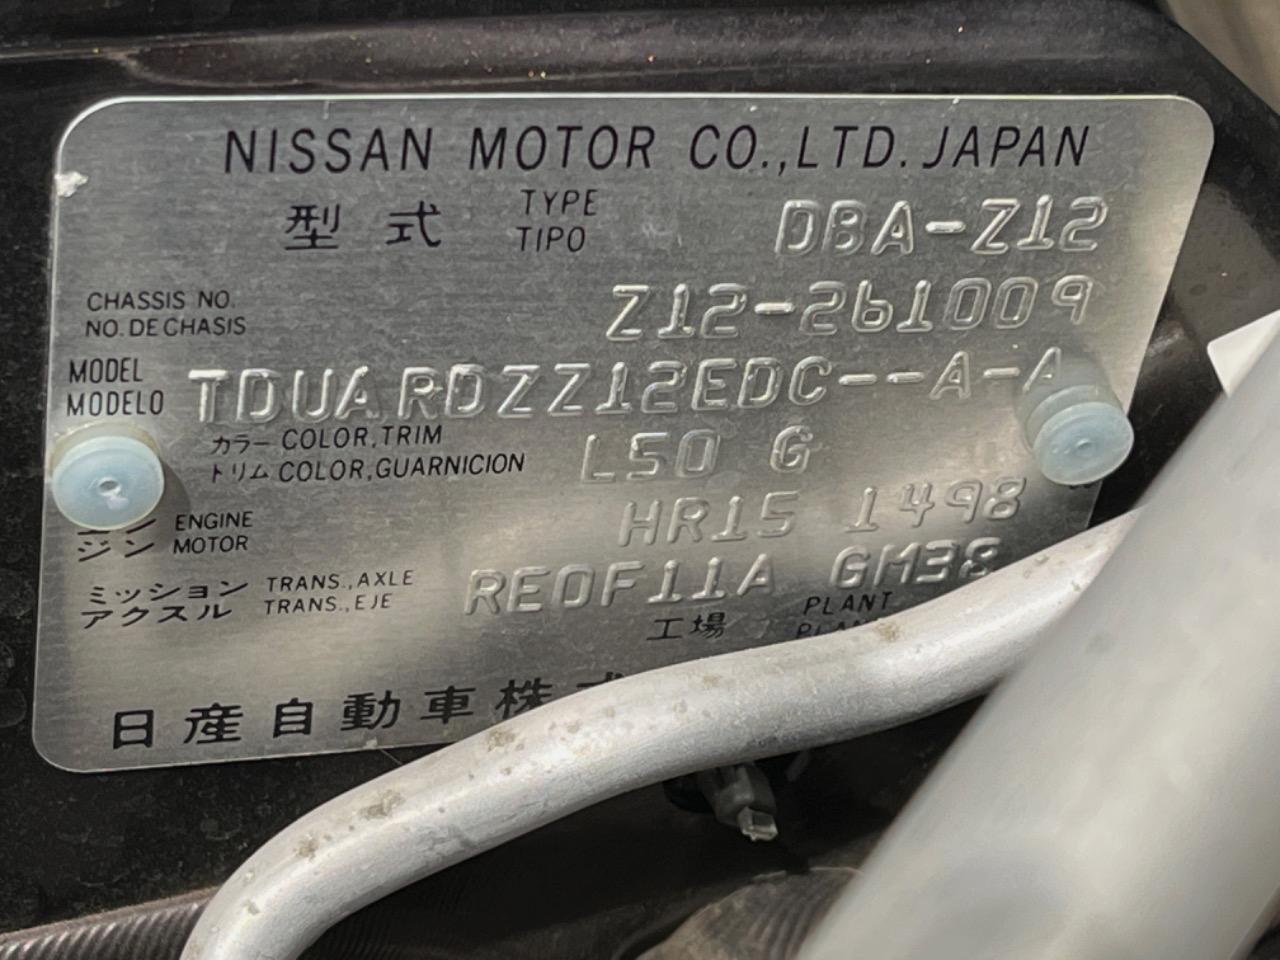 NISSAN MOTOR CO.,LTD. JAPAN
型式 TYPE TIPO DBA-Z12
CHASSIS NO.
NO. DE CHASIS Z12-261009
MODEL
MODELO TDUARDZZ12EDC--A-A
カラー COLOR,TRIM
トリム COLOR,GUARNICION L50 G
ENGINE
ジン MOTOR HR15 1498
ミッション TRANS.,AXLE
アクスル TRANS.,EJE RE0F11A GM38
工場 PLANT
日産自動車株